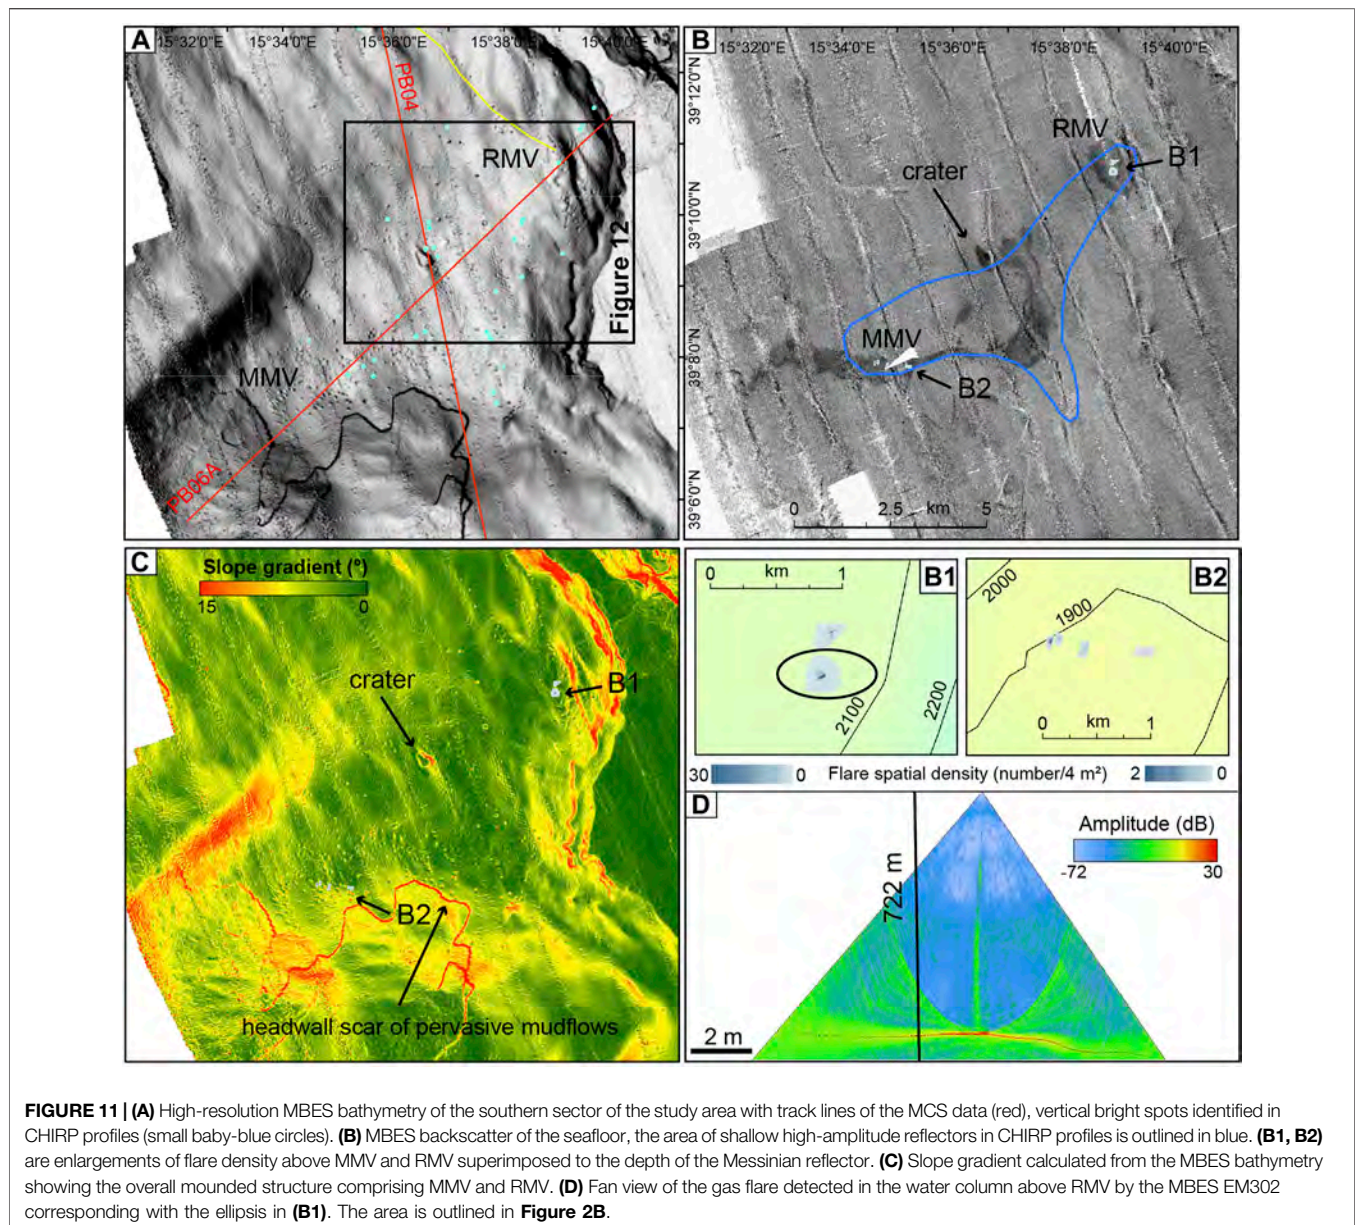 A
15°32'0"E 15°34'0"E 15°36'0"E 15°38'0"E 15°40'0"E
PB04
RMV
Figure 12
MMV
PB06A
B
15°32'0"E 15°34'0"E 15°36'0"E 15°38'0"E 15°40'0"E
39°12'0"N
39°10'0"N
39°8'0"N
39°6'0"N
RMV
B1
crater
MMV
B2
km
0 2.5 5
C
Slope gradient (°)
15 0
crater
B1
B2
headwall scar of pervasive mudflows
B1
km
0 1
2100
2200
B2
2000
1900
km
0 1
30 0 Flare spatial density (number/4 m²) 2 0
D
722 m
Amplitude (dB)
-72 30
2 m
FIGURE 11 | (A) High-resolution MBES bathymetry of the southern sector of the study area with track lines of the MCS data (red), vertical bright spots identified in
CHIRP profiles (small baby-blue circles). (B) MBES backscatter of the seafloor, the area of shallow high-amplitude reflectors in CHIRP profiles is outlined in blue. (B1, B2)
are enlargements of flare density above MMV and RMV superimposed to the depth of the Messinian reflector. (C) Slope gradient calculated from the MBES bathymetry
showing the overall mounded structure comprising MMV and RMV. (D) Fan view of the gas flare detected in the water column above RMV by the MBES EM302
corresponding with the ellipsis in (B1). The area is outlined in Figure 2B.